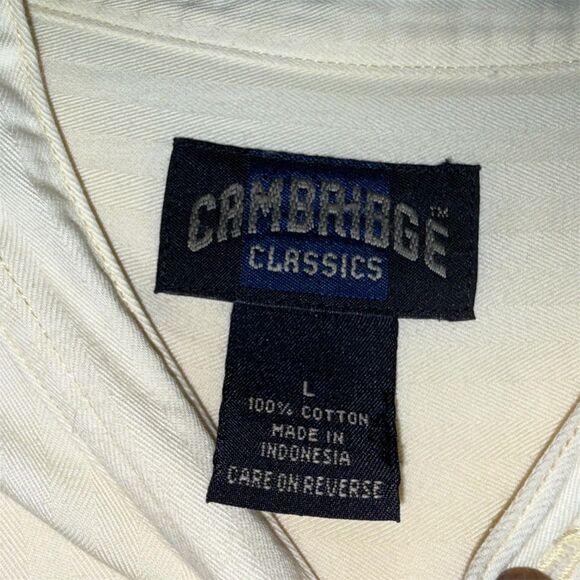 CAMBRIDGE™
CLASSICS
L
100% COTTON
MADE IN
INDONESIA
CARE ON REVERSE